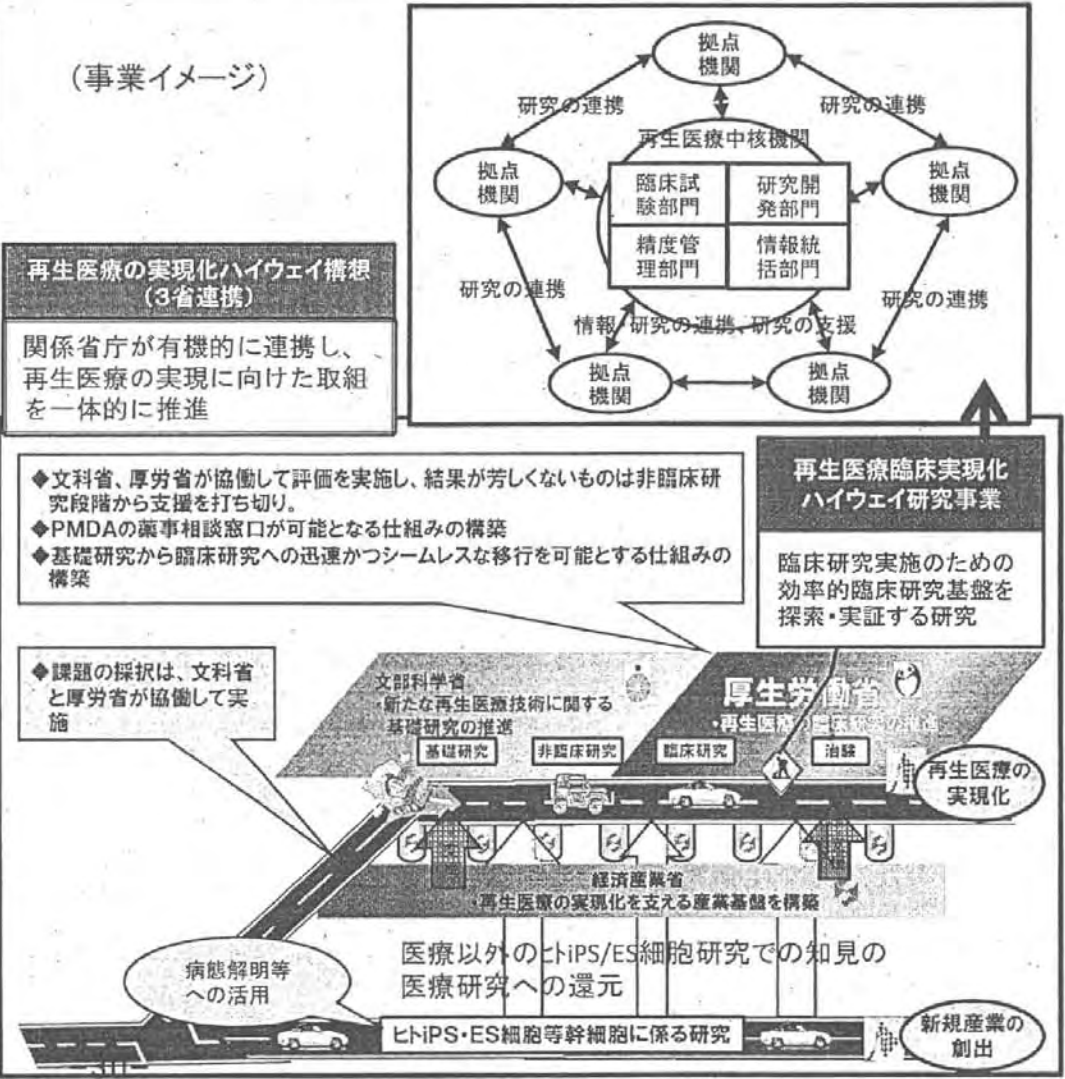 (事業イメージ)
拠点
機関
研究の連携
研究の連携
再生医療中核機関
拠点
機関
臨床試
験部門
研究開
発部門
拠点
機関
精度管
理部門
情報統
括部門
研究の連携
研究の連携
情報・研究の連携、研究の支援
拠点
機関
拠点
機関
再生医療の実現化ハイウェイ構想
(3省連携)
関係省庁が有機的に連携し、
再生医療の実現に向けた取組
を一体的に推進
◆文科省、厚労省が協働して評価を実施し、結果が芳しくないものは非臨床研
究段階から支援を打ち切り。
◆PMDAの薬事相談窓口が可能となる仕組みの構築
◆基礎研究から臨床研究への迅速かつシームレスな移行を可能とする仕組みの
構築
再生医療臨床実現化
ハイウェイ研究事業
臨床研究実施のための
効率的臨床研究基盤を
探索・実証する研究
◆課題の採択は、文科省
と厚労省が協働して実
施
文部科学省
・新たな再生医療技術に関する
基礎研究の推進
厚生労働省
・再生医療の臨床研究の推進
基礎研究
非臨床研究
臨床研究
治験
再生医療の
実現化
経済産業省
・再生医療の実現化を支える産業基盤を構築
医療以外のヒトiPS/ES細胞研究での知見の
医療研究への還元
病態解明等
への活用
ヒトiPS・ES細胞等幹細胞に係る研究
新規産業の
創出